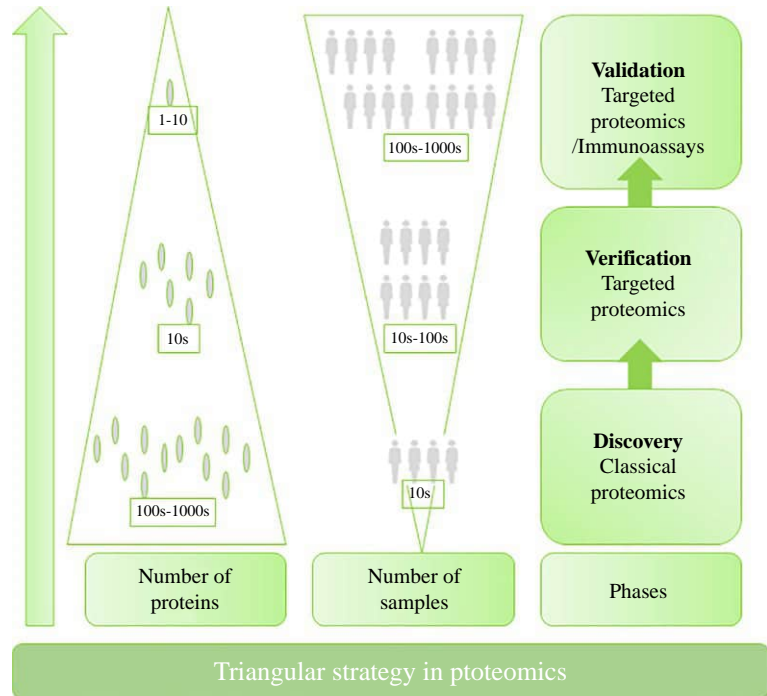 1-10
10s
100s-1000s
Number of
proteins
100s-1000s
10s-100s
10s
Number of
samples
Validation
Targeted
proteomics
/Immunoassays
Verification
Targeted
proteomics
Discovery
Classical
proteomics
Phases
Triangular strategy in ptoteomics